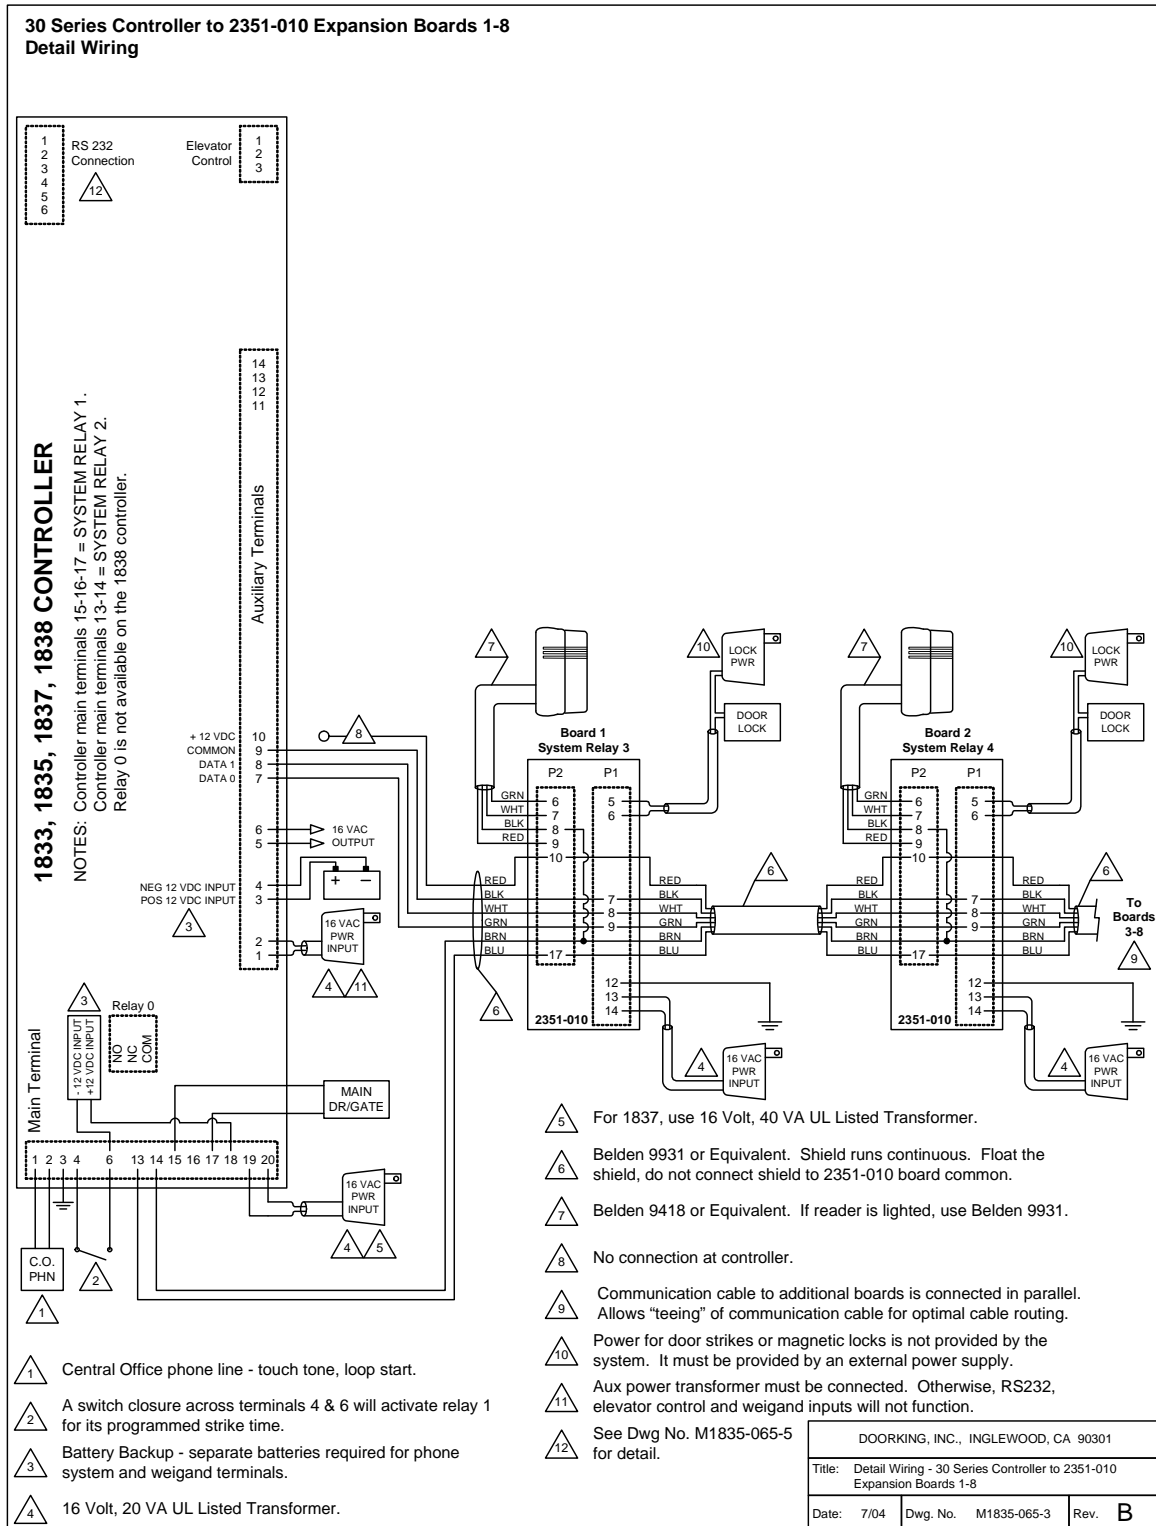 30 Series Controller to 2351-010 Expansion Boards 1-8
Detail Wiring
1
2
3
4
5
6
RS 232
Connection
12
Elevator
Control
1
2
3
1833, 1835, 1837, 1838 CONTROLLER
NOTES: Controller main terminals 15-16-17 = SYSTEM RELAY 1.
Controller main terminals 13-14 = SYSTEM RELAY 2.
Relay 0 is not available on the 1838 controller.
14
13
12
11
Auxiliary Terminals
+ 12 VDC 10
COMMON 9
DATA 1 8
DATA 0 7
6 16 VAC
5 OUTPUT
NEG 12 VDC INPUT 4
POS 12 VDC INPUT 3
+ −
3
2
1
16 VAC
PWR
INPUT
4 11
8
3
Relay 0
- 12 VDC INPUT
+12 VDC INPUT
NO
NC
COM
Main Terminal
1 2 3 4 6 13 14 15 16 17 18 19 20
MAIN
DR/GATE
16 VAC
PWR
INPUT
4 5
C.O.
PHN
1
2
7
10
LOCK
PWR
DOOR
LOCK
Board 1
System Relay 3
P2 P1
GRN 6
WHT 7
BLK 8
RED 9
10
5
6
RED
BLK
WHT
GRN
BRN
BLU
17
7
8
9
RED
BLK
WHT
GRN
BRN
BLU
12
13
14
2351-010
6
4
16 VAC
PWR
INPUT
6
7
10
LOCK
PWR
DOOR
LOCK
Board 2
System Relay 4
P2 P1
GRN 6
WHT 7
BLK 8
RED 9
10
5
6
RED
BLK
WHT
GRN
BRN
BLU
17
7
8
9
RED
BLK
WHT
GRN
BRN
BLU
12
13
14
2351-010
4
16 VAC
PWR
INPUT
6
To
Boards
3-8
9
1 Central Office phone line - touch tone, loop start.
2 A switch closure across terminals 4 & 6 will activate relay 1
for its programmed strike time.
3 Battery Backup - separate batteries required for phone
system and weigand terminals.
4 16 Volt, 20 VA UL Listed Transformer.
5 For 1837, use 16 Volt, 40 VA UL Listed Transformer.
6 Belden 9931 or Equivalent. Shield runs continuous. Float the
shield, do not connect shield to 2351-010 board common.
7 Belden 9418 or Equivalent. If reader is lighted, use Belden 9931.
8 No connection at controller.
9 Communication cable to additional boards is connected in parallel.
Allows “teeing” of communication cable for optimal cable routing.
10 Power for door strikes or magnetic locks is not provided by the
system. It must be provided by an external power supply.
11 Aux power transformer must be connected. Otherwise, RS232,
elevator control and weigand inputs will not function.
12 See Dwg No. M1835-065-5
for detail.
DOORKING, INC., INGLEWOOD, CA 90301
Title: Detail Wiring - 30 Series Controller to 2351-010
Expansion Boards 1-8
Date: 7/04 Dwg. No. M1835-065-3 Rev. B